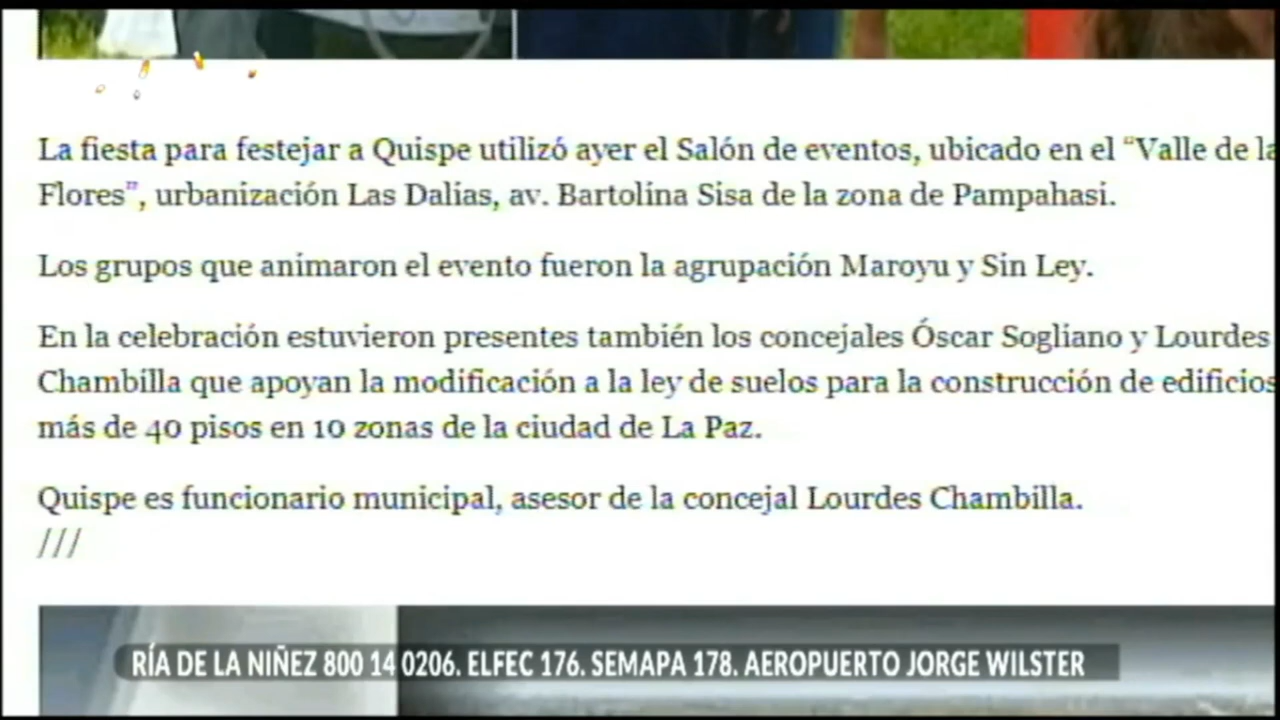 La fiesta para festejar a Quispe utilizó ayer el Salón de eventos, ubicado en el “Valle de la
Flores”, urbanización Las Dalias, av. Bartolina Sisa de la zona de Pampahasi.
Los grupos que animaron el evento fueron la agrupación Maroyu y Sin Ley.
En la celebración estuvieron presentes también los concejales Óscar Sogliano y Lourdes
Chambilla que apoyan la modificación a la ley de suelos para la construcción de edificios
más de 40 pisos en 10 zonas de la ciudad de La Paz.
Quispe es funcionario municipal, asesor de la concejal Lourdes Chambilla.
///
RÍA DE LA NIÑEZ 800 14 0206. ELFEC 176. SEMAPA 178. AEROPUERTO JORGE WILSTER